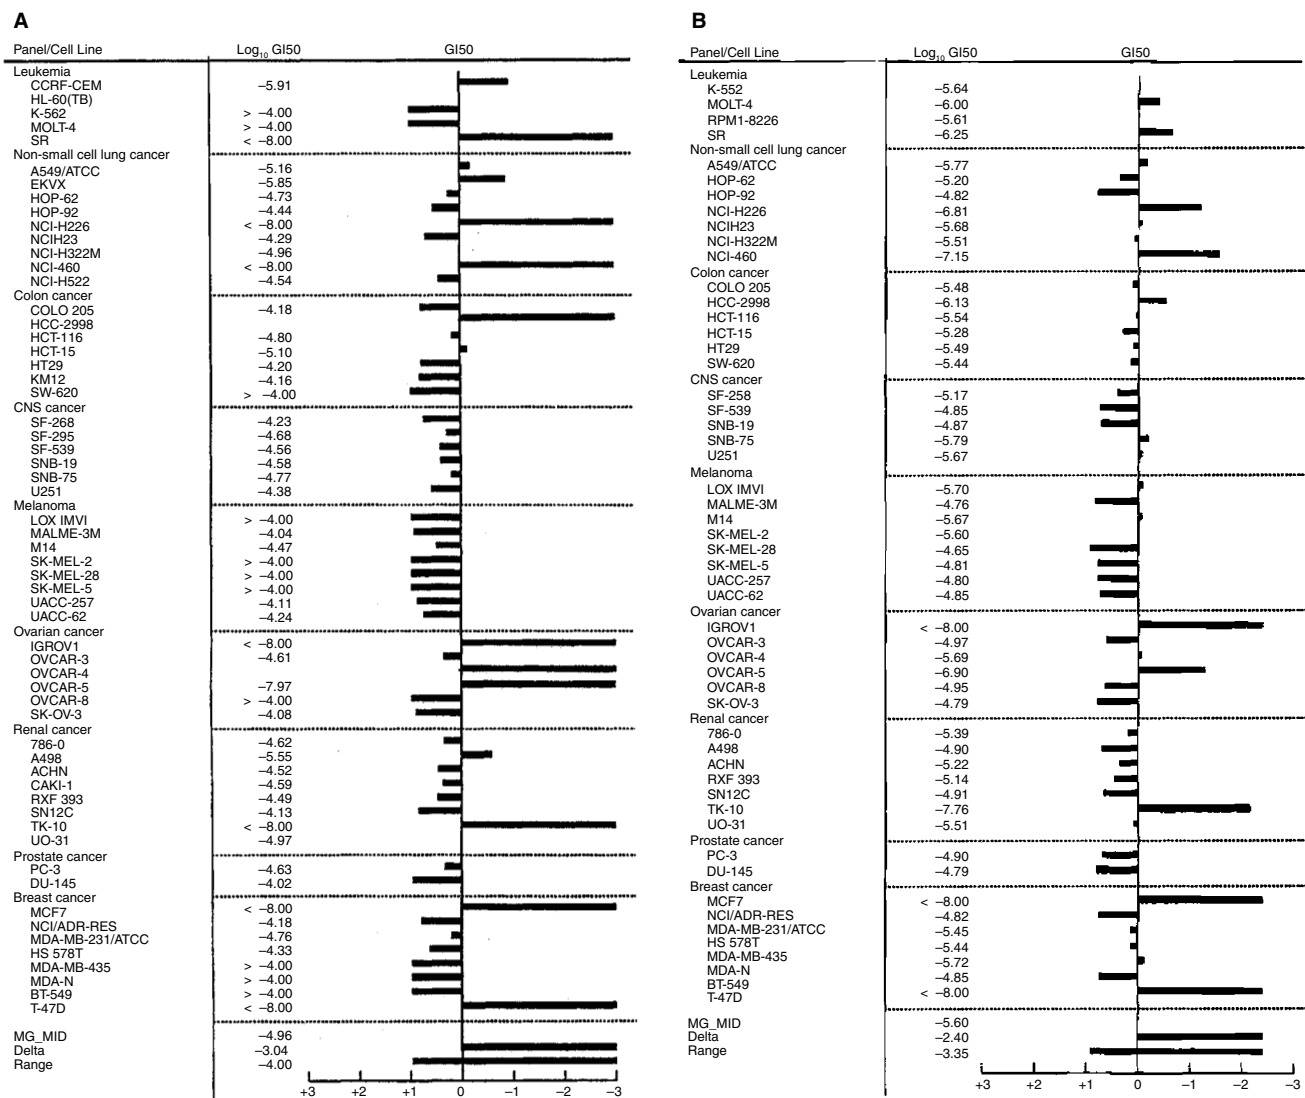 A
Panel/Cell Line Log10 GI50 GI50
Leukemia
CCRF-CEM −5.91
HL-60(TB)
K-562 > −4.00
MOLT-4 > −4.00
SR < −8.00
Non-small cell lung cancer
A549/ATCC −5.16
EKVX −5.85
HOP-62 −4.73
HOP-92 −4.44
NCI-H226 < −8.00
NCIH23 −4.29
NCI-H322M −4.96
NCI-460 < −8.00
NCI-H522 −4.54
Colon cancer
COLO 205 −4.18
HCC-2998
HCT-116 −4.80
HCT-15 −5.10
HT29 −4.20
KM12 −4.16
SW-620 > −4.00
CNS cancer
SF-268 −4.23
SF-295 −4.68
SF-539 −4.56
SNB-19 −4.58
SNB-75 −4.77
U251 −4.38
Melanoma
LOX IMVI > −4.00
MALME-3M −4.04
M14 −4.47
SK-MEL-2 > −4.00
SK-MEL-28 > −4.00
SK-MEL-5 > −4.00
UACC-257 −4.11
UACC-62 −4.24
Ovarian cancer
IGROV1 < −8.00
OVCAR-3 −4.61
OVCAR-4
OVCAR-5 −7.97
OVCAR-8 > −4.00
SK-OV-3 −4.08
Renal cancer
786-0 −4.62
A498 −5.55
ACHN −4.52
CAKI-1 −4.59
RXF 393 −4.49
SN12C −4.13
TK-10 < −8.00
UO-31 −4.97
Prostate cancer
PC-3 −4.63
DU-145 −4.02
Breast cancer
MCF7 < −8.00
NCI/ADR-RES −4.18
MDA-MB-231/ATCC −4.76
HS 578T −4.33
MDA-MB-435 > −4.00
MDA-N > −4.00
BT-549 > −4.00
T-47D < −8.00
MG_MID −4.96
Delta −3.04
Range −4.00
+3 +2 +1 0 −1 −2 −3
B
Panel/Cell Line Log10 GI50 GI50
Leukemia
K-552 −5.64
MOLT-4 −6.00
RPM1-8226 −5.61
SR −6.25
Non-small cell lung cancer
A549/ATCC −5.77
HOP-62 −5.20
HOP-92 −4.82
NCI-H226 −6.81
NCIH23 −5.68
NCI-H322M −5.51
NCI-460 −7.15
Colon cancer
COLO 205 −5.48
HCC-2998 −6.13
HCT-116 −5.54
HCT-15 −5.28
HT29 −5.49
SW-620 −5.44
CNS cancer
SF-258 −5.17
SF-539 −4.85
SNB-19 −4.87
SNB-75 −5.79
U251 −5.67
Melanoma
LOX IMVI −5.70
MALME-3M −4.76
M14 −5.67
SK-MEL-2 −5.60
SK-MEL-28 −4.65
SK-MEL-5 −4.81
UACC-257 −4.80
UACC-62 −4.85
Ovarian cancer
IGROV1 < −8.00
OVCAR-3 −4.97
OVCAR-4 −5.69
OVCAR-5 −6.90
OVCAR-8 −4.95
SK-OV-3 −4.79
Renal cancer
786-0 −5.39
A498 −4.90
ACHN −5.22
RXF 393 −5.14
SN12C −4.91
TK-10 −7.76
UO-31 −5.51
Prostate cancer
PC-3 −4.90
DU-145 −4.79
Breast cancer
MCF7 < −8.00
NCI/ADR-RES −4.82
MDA-MB-231/ATCC −5.45
HS 578T −5.44
MDA-MB-435 −5.72
MDA-N −4.85
BT-549
T-47D < −8.00
MG_MID −5.60
Delta −2.40
Range −3.35
+3 +2 +1 0 −1 −2 −3